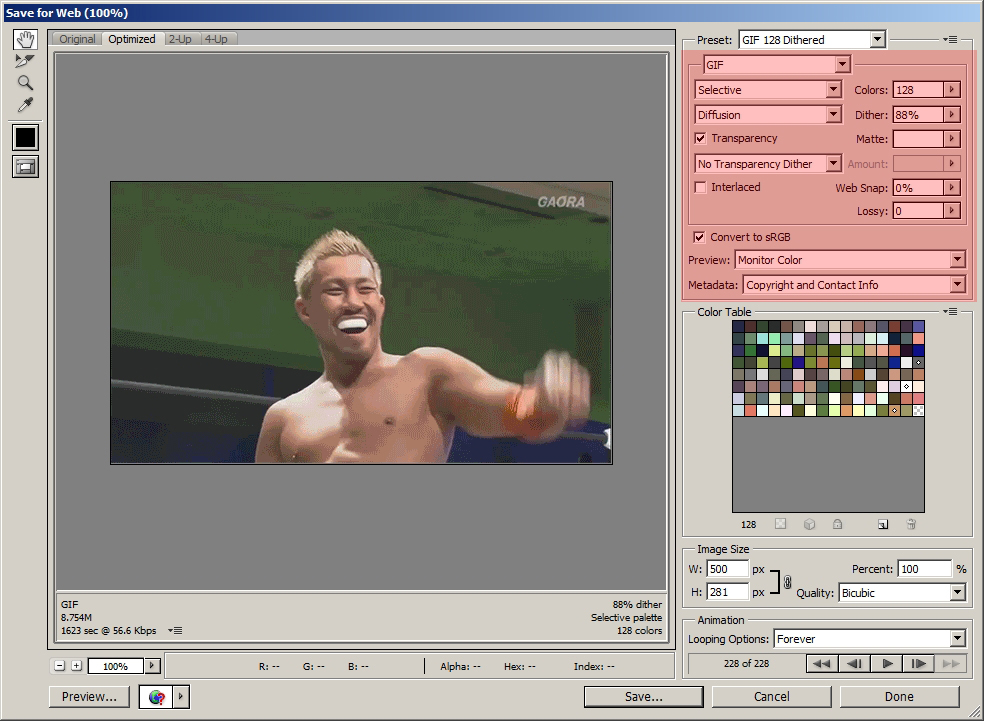 Save for Web (100%)
Original Optimized 2-Up 4-Up
Preset: GIF 128 Dithered
GIF
Selective Colors: 128
Diffusion Dither: 88%
Transparency Matte:
No Transparency Dither Amount:
Interlaced Web Snap: 0%
Lossy: 0
Convert to sRGB
Preview: Monitor Color
Metadata: Copyright and Contact Info
GAORA
Color Table
128
Image Size
W: 500 px Percent: 100 %
H: 281 px Quality: Bicubic
GIF 88% dither
8.754M Selective palette
1623 sec @ 56.6 Kbps 128 colors
Animation
Looping Options: Forever
100% R: -- G: -- B: -- Alpha: -- Hex: -- Index: --
228 of 228
Preview... Save... Cancel Done